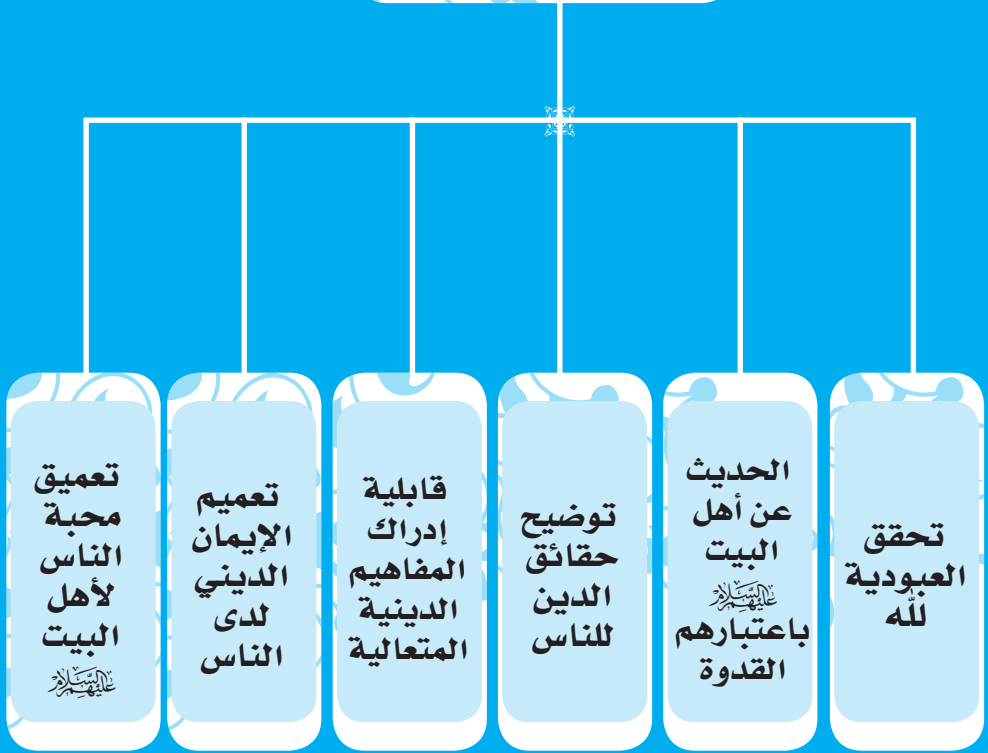 تحقق
العبودية
لله
الحديث
عن أهل
البيت
عليهم السلام
باعتبارهم
القدوة
توضيح
حقائق
الدين
للناس
قابلية
إدراك
المفاهيم
الدينية
المتعالية
تعميم
الإيمان
الديني
لدى
الناس
تعميق
محبة
الناس
لأهل
البيت
عليهم السلام